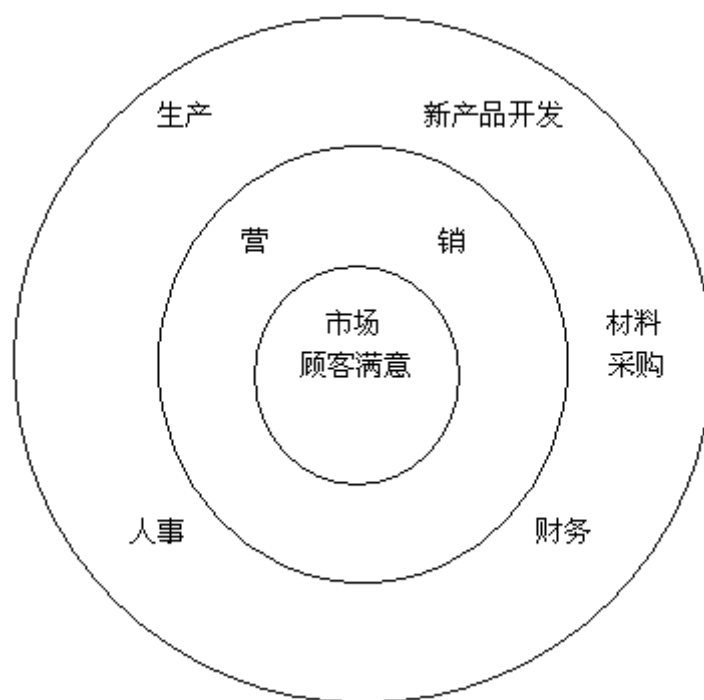 生产
新产品开发
营 销
市场
顾客满意
材料
采购
人事
财务